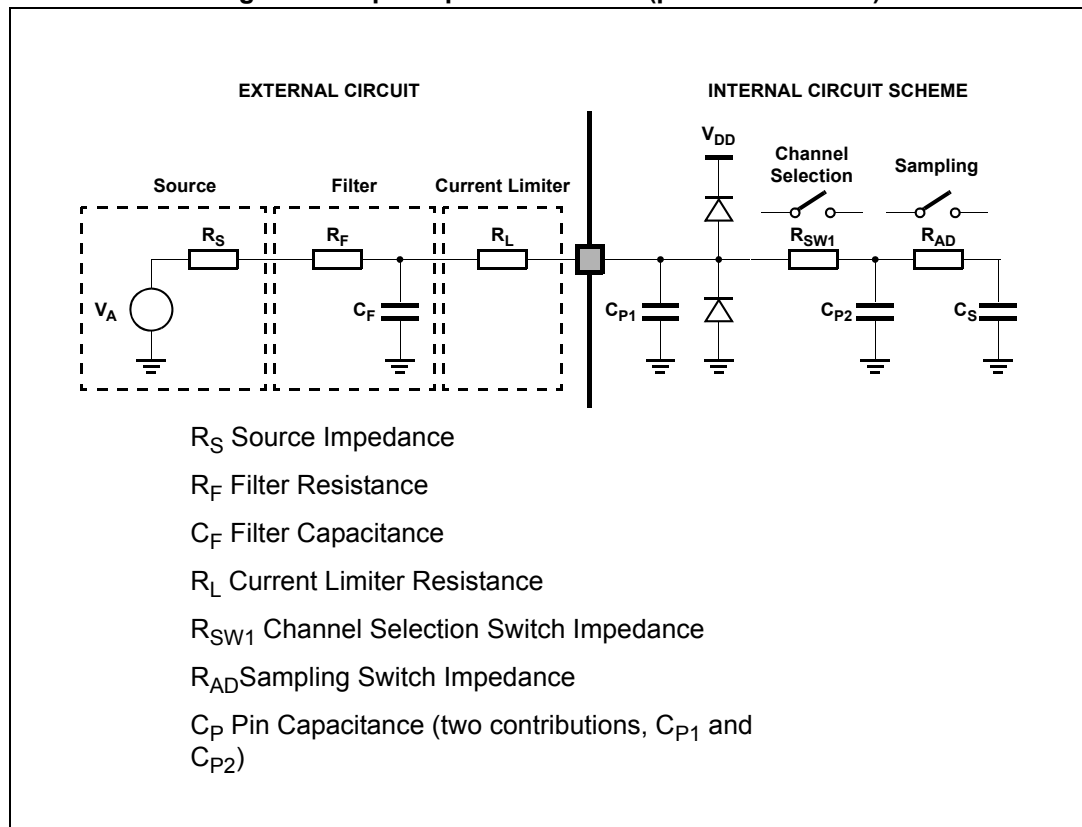 EXTERNAL CIRCUIT
INTERNAL CIRCUIT SCHEME
VDD
Channel
Selection
Sampling
Source
Filter
Current Limiter
RS
RF
RL
RSW1
RAD
VA
CF
CP1
CP2
CS
RS Source Impedance
RF Filter Resistance
CF Filter Capacitance
RL Current Limiter Resistance
RSW1 Channel Selection Switch Impedance
RADSampling Switch Impedance
CP Pin Capacitance (two contributions, CP1 and
CP2)